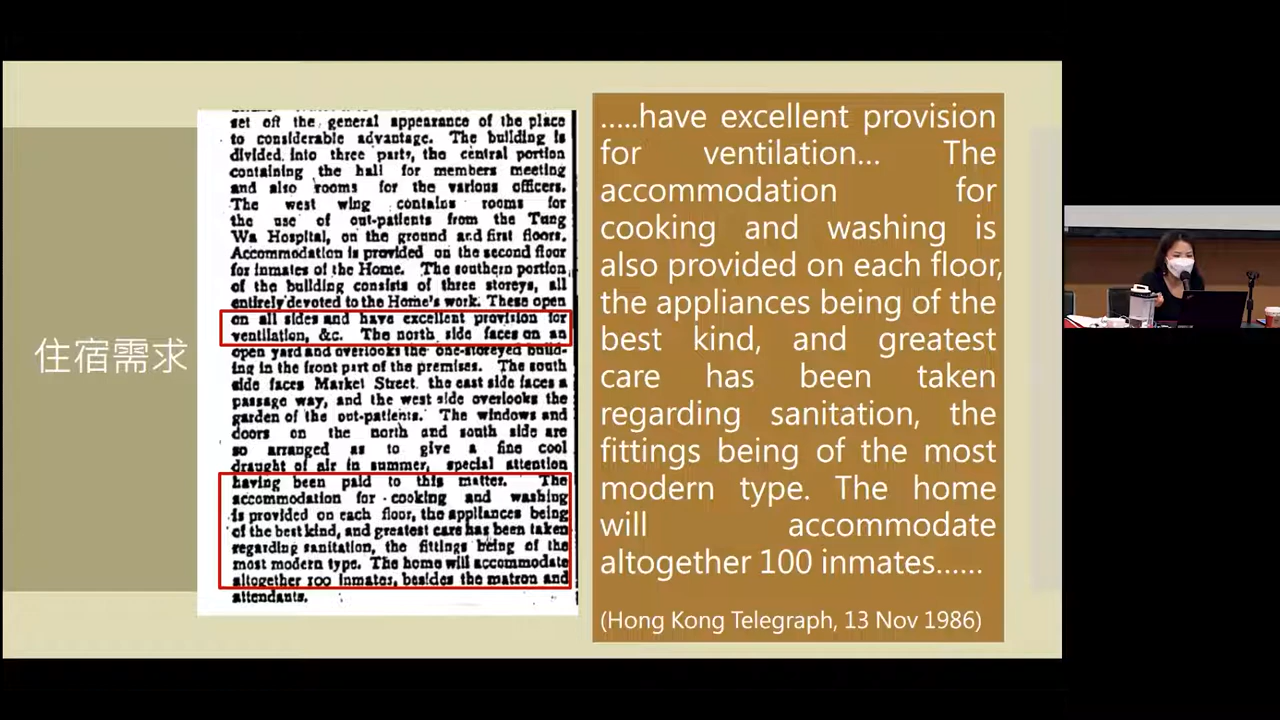 住宿需求
set off the general appearance of the place
to considerable advantage. The building is
divided into three parts, the central portion
containing the hall for members meeting
and also rooms for the various officers.
The west wing contains rooms for
the use of out-patients from the Tung
Wa Hospital, on the ground and first floors.
Accommodation is provided on the second floor
for inmates of the Home. The southern portion
of the building consists of three storeys, all
entirely devoted to the Home's work. These open
on all sides and have excellent provision for
ventilation, &c. The north side faces on an
open yard and overlooks the one-storeyed build-
ing in the front part of the premises. The south
side faces Market Street, the east side faces a
passage way, and the west side overlooks the
garden of the out-patients. The windows and
doors on the north and south side are
so arranged as to give a fine cool
draught of air in summer, special attention
having been paid to this matter. The
accommodation for cooking and washing
is provided on each floor, the appliances being
of the best kind, and greatest care has been taken
regarding sanitation, the fittings being of the
most modern type. The home will accommodate
altogether 100 inmates, besides the matron and
attendants.
.....have excellent provision
for ventilation... The
accommodation for
cooking and washing is
also provided on each floor,
the appliances being of the
best kind, and greatest
care has been taken
regarding sanitation, the
fittings being of the most
modern type. The home
will accommodate
altogether 100 inmates......
(Hong Kong Telegraph, 13 Nov 1986)